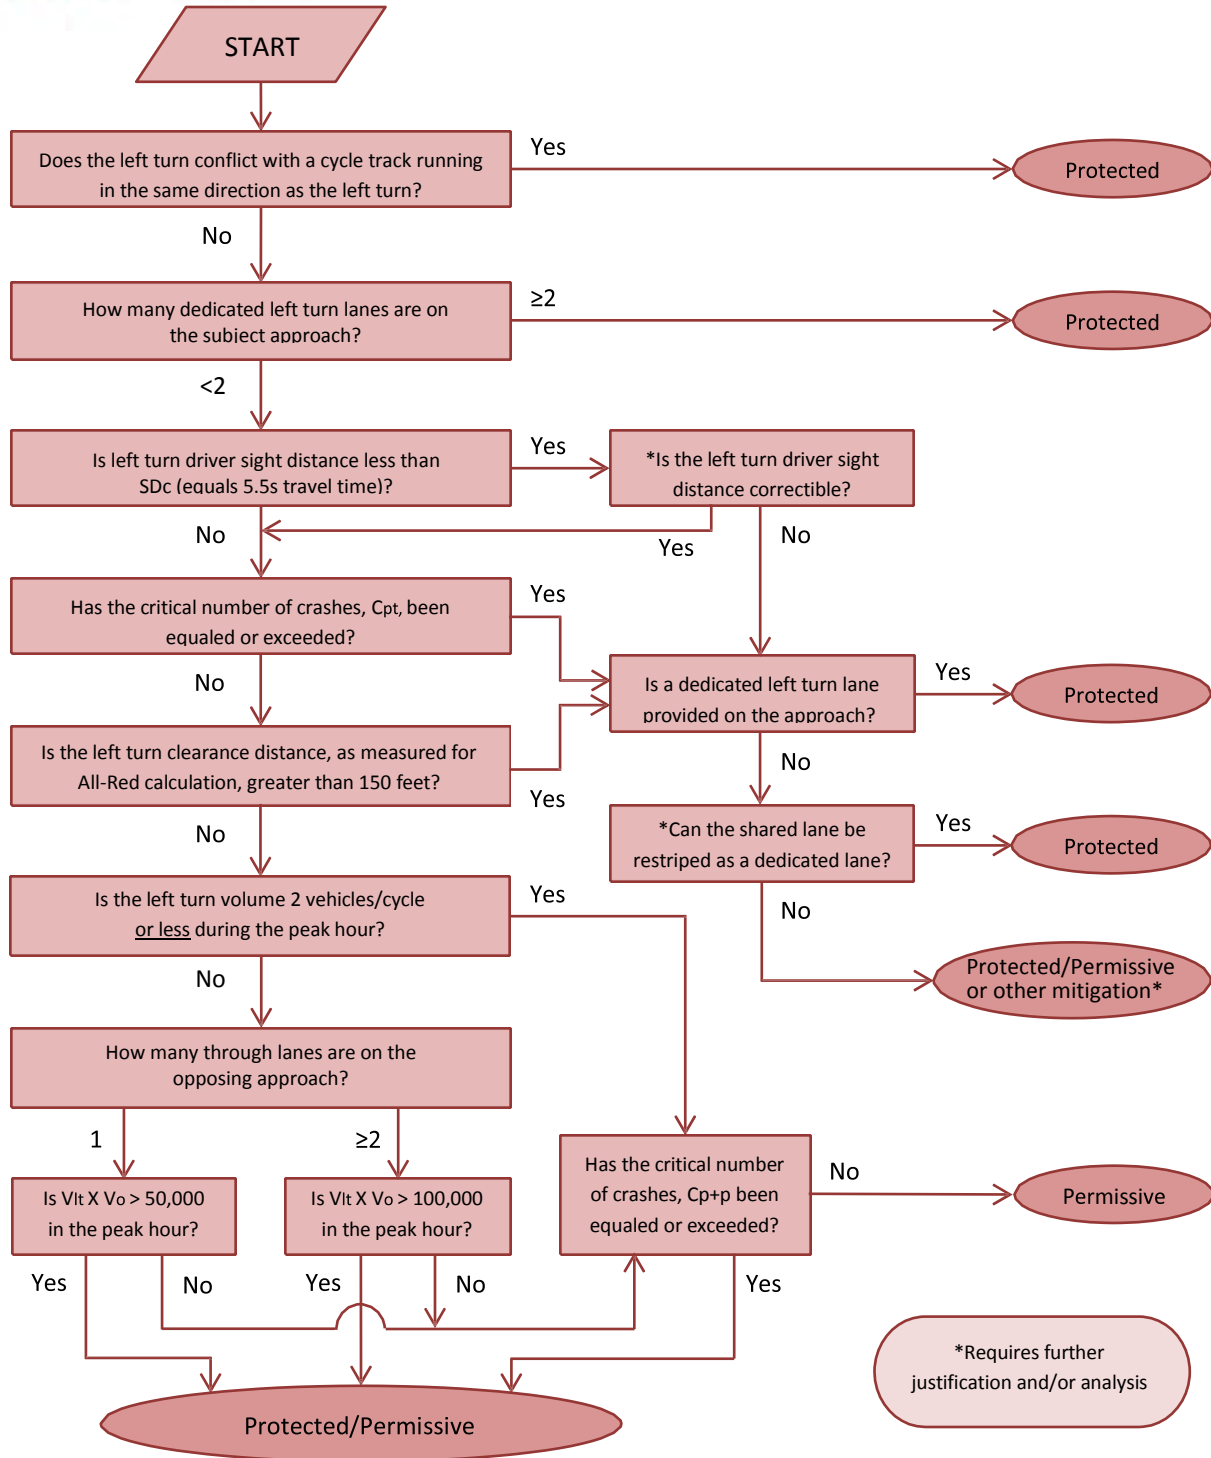 START
Does the left turn conflict with a cycle track running
in the same direction as the left turn?
Yes
Protected
No
How many dedicated left turn lanes are on
the subject approach?
≥2
Protected
<2
Is left turn driver sight distance less than
SDc (equals 5.5s travel time)?
Yes
*Is the left turn driver sight
distance correctible?
No
Yes
No
Has the critical number of crashes, Cpt, been
equaled or exceeded?
Yes
No
Is a dedicated left turn lane
provided on the approach?
Yes
Protected
Is the left turn clearance distance, as measured for
All-Red calculation, greater than 150 feet?
Yes
No
No
*Can the shared lane be
restriped as a dedicated lane?
Yes
Protected
Is the left turn volume 2 vehicles/cycle
or less during the peak hour?
Yes
No
No
Protected/Permissive
or other mitigation*
How many through lanes are on the
opposing approach?
1
≥2
Is Vlt X Vo > 50,000
in the peak hour?
Is Vlt X Vo > 100,000
in the peak hour?
Has the critical number
of crashes, Cp+p been
equaled or exceeded?
No
Permissive
Yes
No
Yes
No
Yes
Protected/Permissive
*Requires further
justification and/or analysis